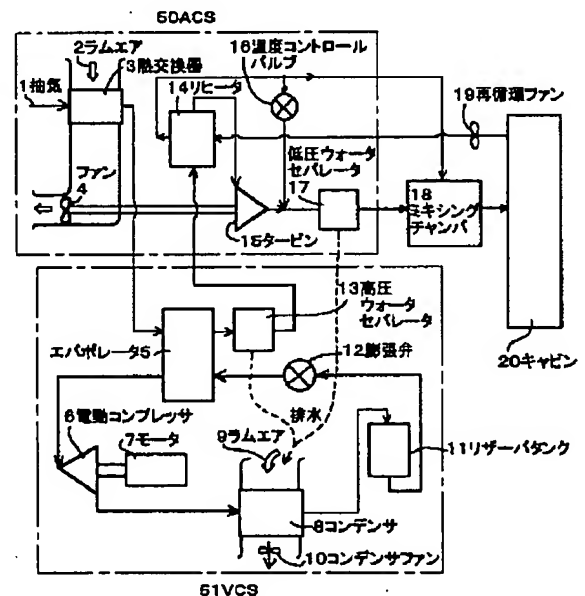 50ACS
2ラムエア
3熱交換器
1抽気
16温度コントロール
バルブ
14リヒータ
19再循環ファン
ファン
4
低圧ウォータ
セパレータ
17
18
ミキシング
チャンバ
15タービン
13高圧
ウォータ
セパレータ
エバポレータ5
12膨張弁
20キャビン
6電動コンプレッサ
7モータ
排水
9ラムエア
11リザーバタンク
8コンデンサ
10コンデンサファン
51VCS